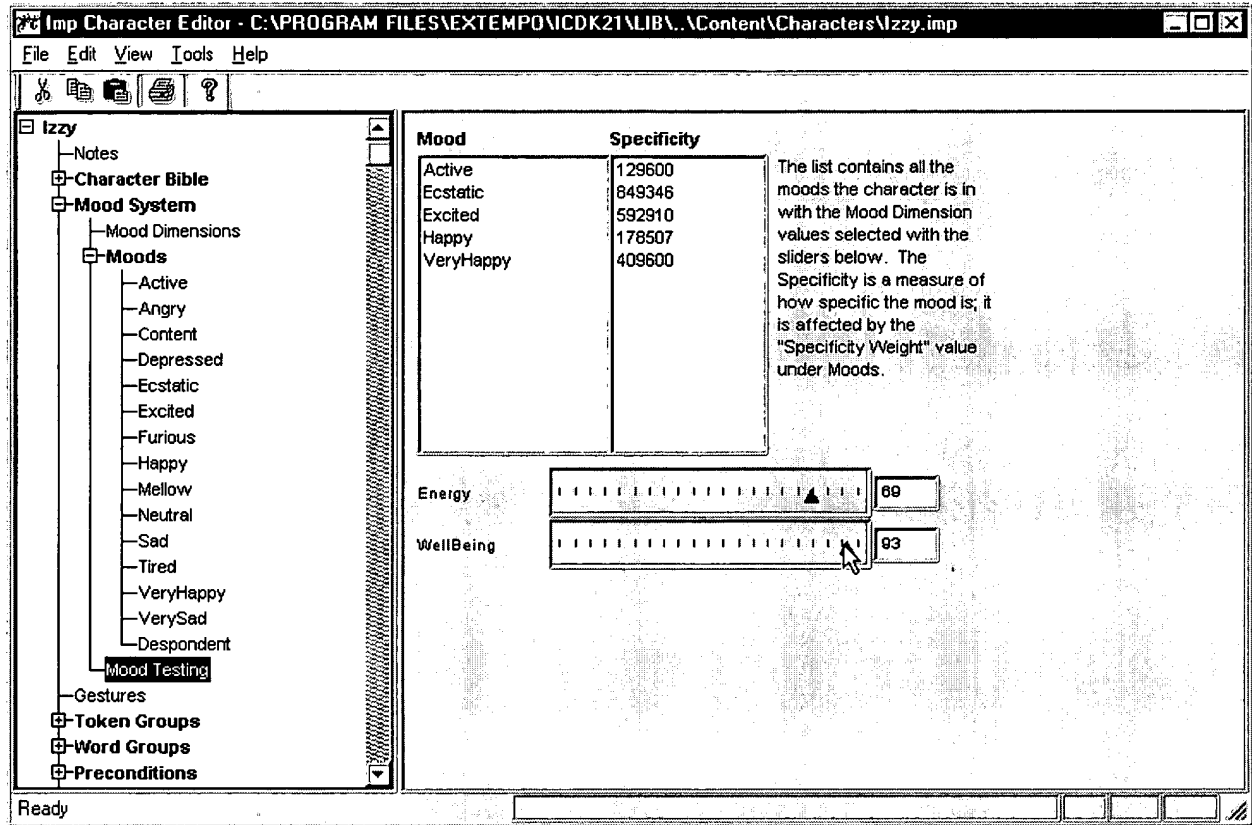 Imp Character Editor - C:\PROGRAM FILES\EXTEMPO\ICDK21\LIB\..\Content\Characters\Izzy.imp
File Edit View Tools Help
Izzy
Notes
Character Bible
Mood System
Mood Dimensions
Moods
Active
Angry
Content
Depressed
Ecstatic
Excited
Furious
Happy
Mellow
Neutral
Sad
Tired
VeryHappy
VerySad
Despondent
Mood Testing
Gestures
Token Groups
Word Groups
Preconditions
Mood Specificity
Active 129600
Ecstatic 849346
Excited 592910
Happy 178507
VeryHappy 409600
The list contains all the
moods the character is in
with the Mood Dimension
values selected with the
sliders below. The
Specificity is a measure of
how specific the mood is; it
is affected by the
"Specificity Weight" value
under Moods.
Energy 69
WellBeing 93
Ready